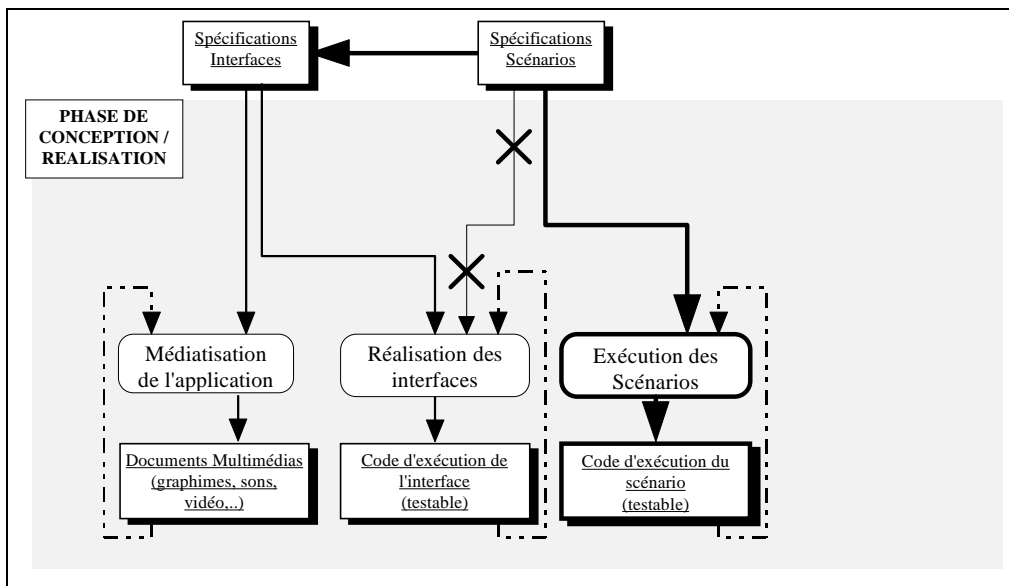 Spécifications
Interfaces
Spécifications
Scénarios
PHASE DE
CONCEPTION /
REALISATION
Médiatisation
de l'application
Réalisation des
interfaces
Exécution des
Scénarios
Documents Multimédias
(graphimes, sons,
vidéo,..)
Code d'exécution de
l'interface
(testable)
Code d'exécution du
scénario
(testable)